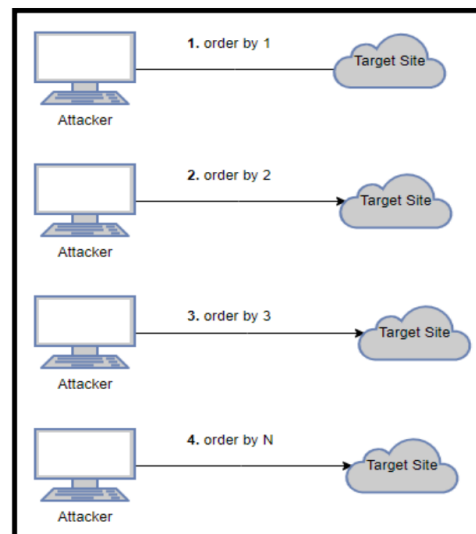 1. order by 1
Target Site
Attacker
2. order by 2
Target Site
Attacker
3. order by 3
Target Site
Attacker
4. order by N
Target Site
Attacker